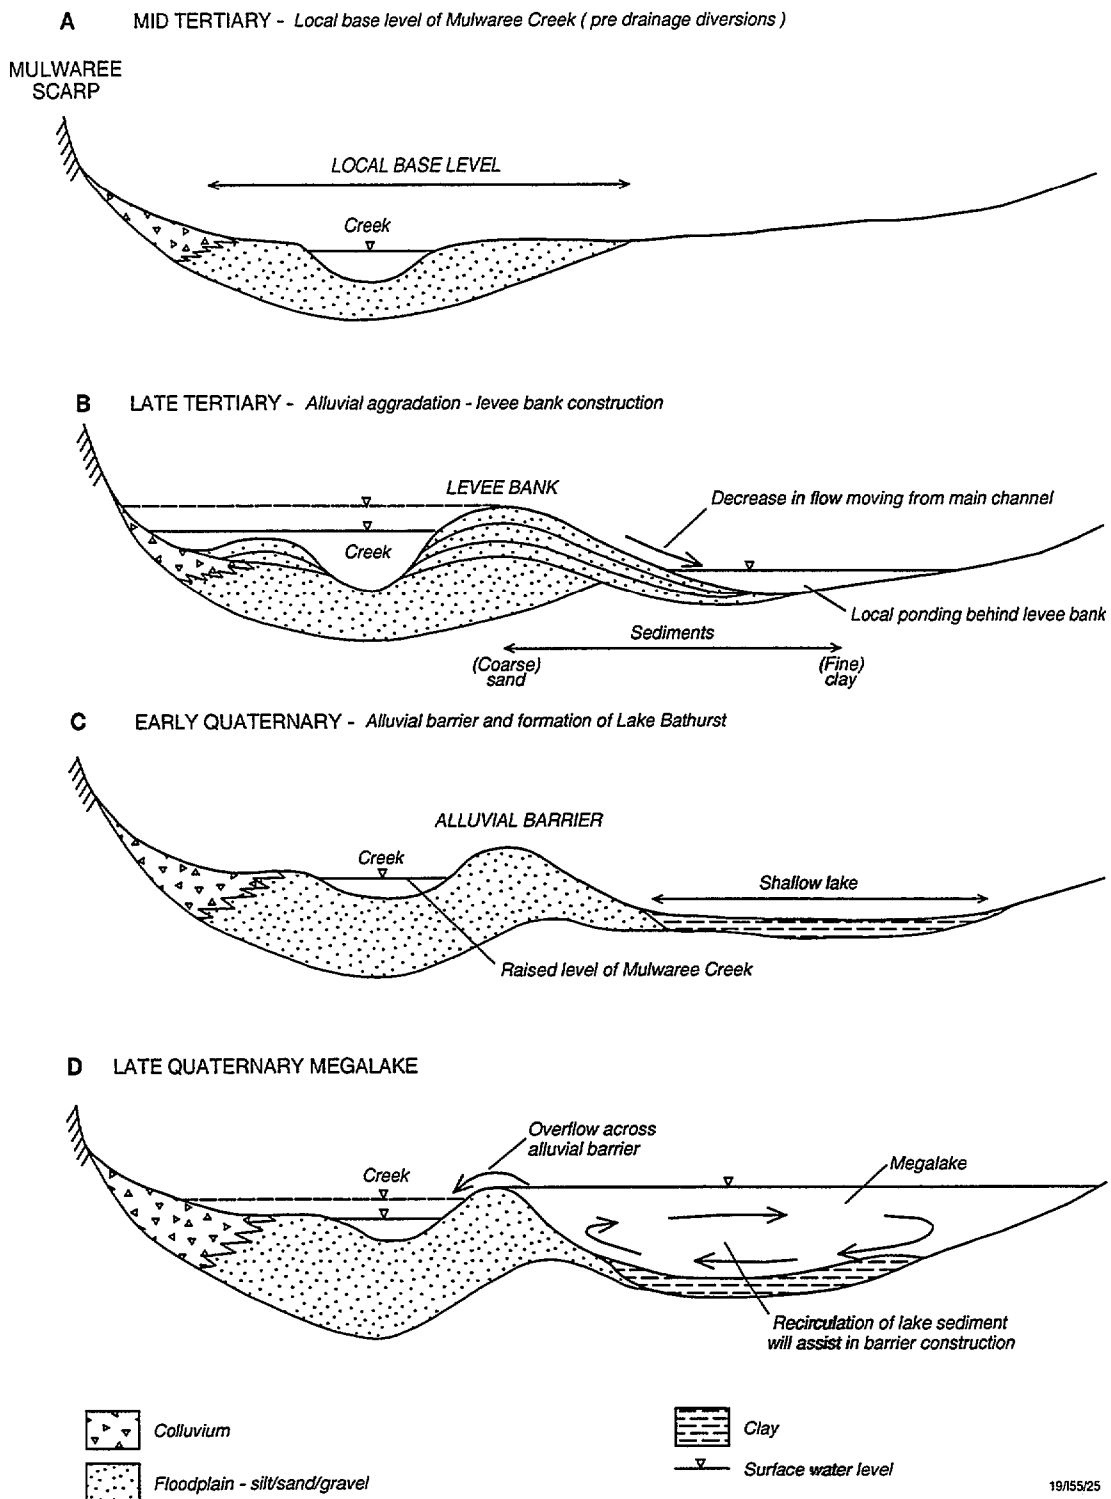 A MID TERTIARY - Local base level of Mulwaree Creek ( pre drainage diversions )
MULWAREE
SCARP
LOCAL BASE LEVEL
Creek
B LATE TERTIARY - Alluvial aggradation - levee bank construction
LEVEE BANK
Decrease in flow moving from main channel
Creek
Local ponding behind levee bank
Sediments
(Coarse)
sand
(Fine)
clay
C EARLY QUATERNARY - Alluvial barrier and formation of Lake Bathurst
ALLUVIAL BARRIER
Creek
Shallow lake
Raised level of Mulwaree Creek
D LATE QUATERNARY MEGALAKE
Overflow across
alluvial barrier
Creek
Megalake
Recirculation of lake sediment
will assist in barrier construction
Colluvium
Clay
Floodplain - silt/sand/gravel
Surface water level
19/I55/25